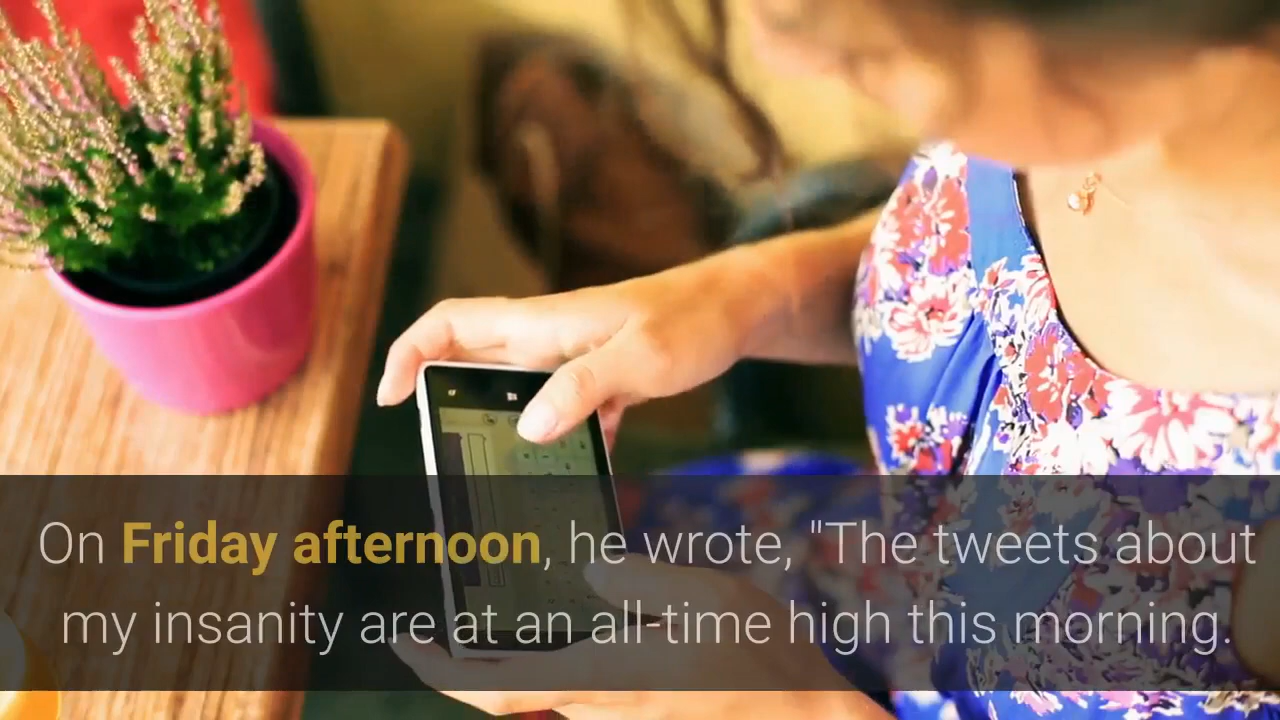 On Friday afternoon, he wrote, "The tweets about
my insanity are at an all-time high this morning.